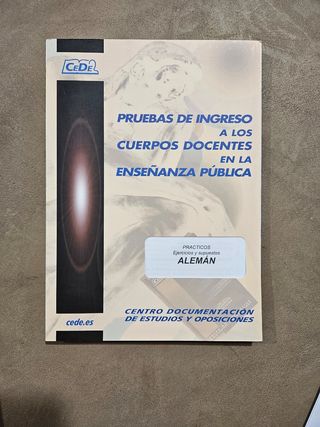 CEDE
PRUEBAS DE INGRESO
A LOS
CUERPOS DOCENTES
EN LA
ENSEÑANZA PÚBLICA
PRACTICOS
Ejercicios y supuestos
ALEMÁN
CENTRO DOCUMENTACIÓN
DE ESTUDIOS Y OPOSICIONES
cede.es